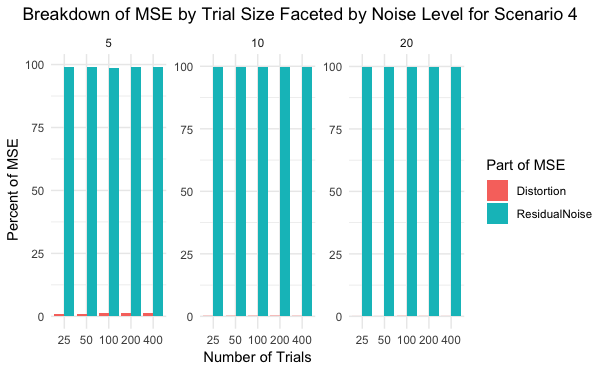 Breakdown of MSE by Trial Size Faceted by Noise Level for Scenario 4
5 10 20
100 100 100
75 75 75
50 50 50
25 25 25
0 0 0
25 50 100 200 400 25 50 100 200 400 25 50 100 200 400
Percent of MSE
Number of Trials
Part of MSE
Distortion
ResidualNoise